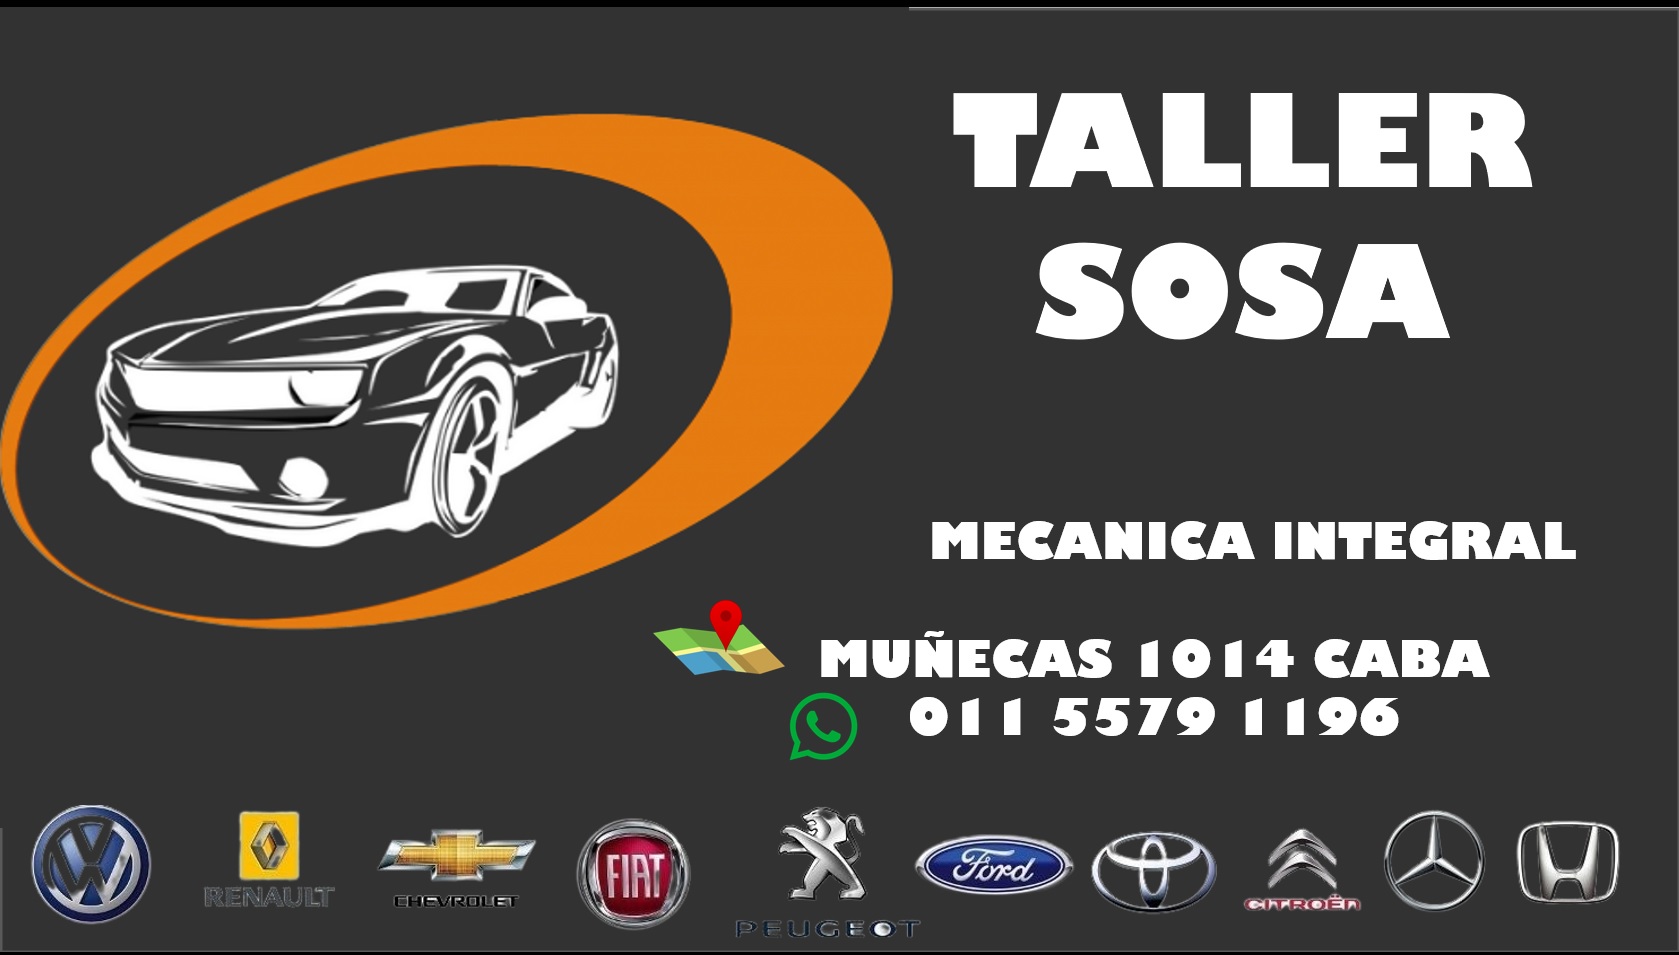 TALLER
SOSA
MECANICA INTEGRAL
MUÑECAS 1014 CABA
011 5579 1196
RENAULT
CHEVROLET
FIAT
PEUGEOT
Ford
CITROËN